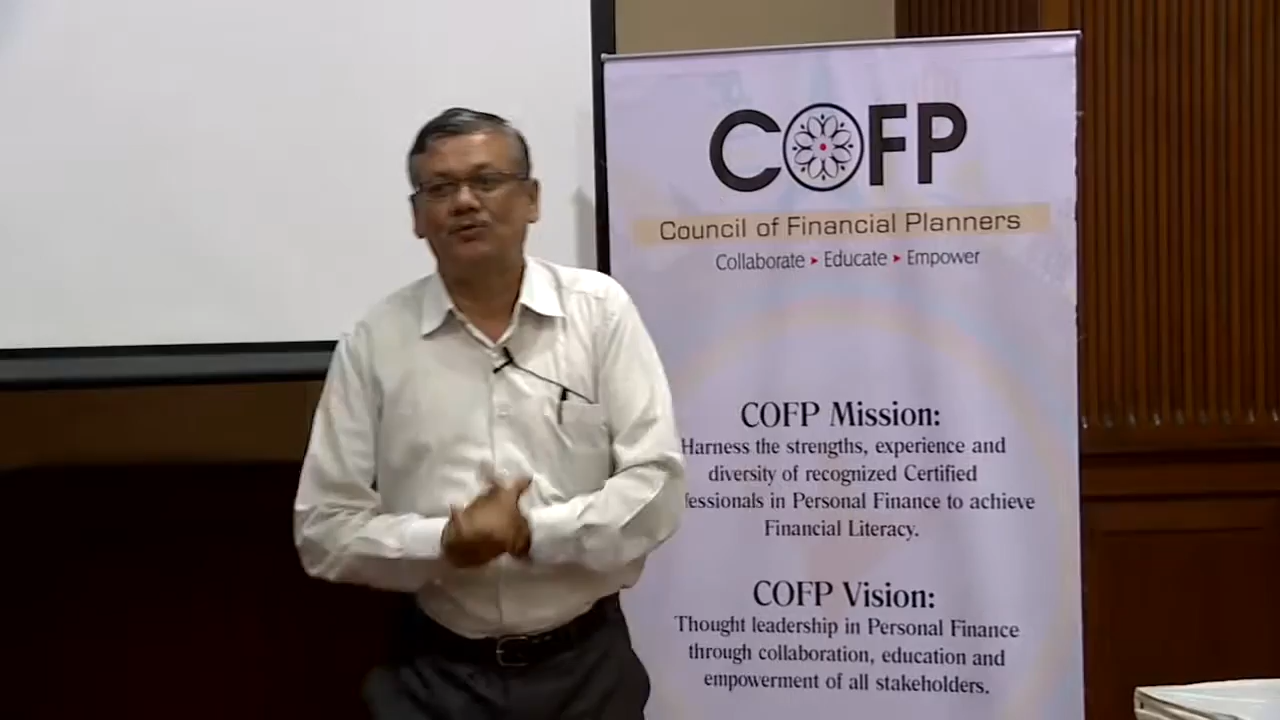 COFP
Council of Financial Planners
Collaborate ▸ Educate ▸ Empower
COFP Mission:
Harness the strengths, experience and
diversity of recognized Certified
essionals in Personal Finance to achieve
Financial Literacy.
COFP Vision:
Thought leadership in Personal Finance
through collaboration, education and
empowerment of all stakeholders.